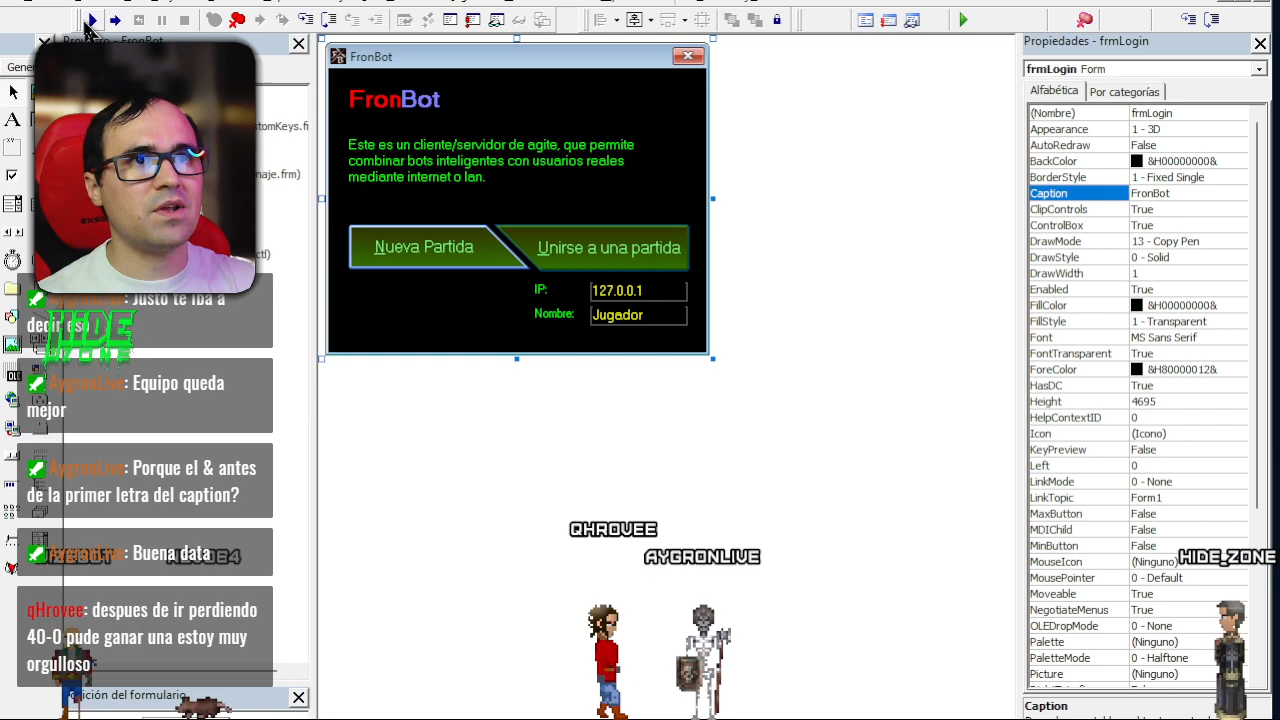 FronBot
Propiedades - frmLogin
frmLogin Form
Alfabética
Por categorías
(Nombre) frmLogin
Appearance 1 - 3D
AutoRedraw False
BackColor &H00000000&
BorderStyle 1 - Fixed Single
Caption FronBot
ClipControls True
ControlBox True
DrawMode 13 - Copy Pen
DrawStyle 0 - Solid
DrawWidth 1
Enabled True
FillColor &H00000000&
FillStyle 1 - Transparent
Font MS Sans Serif
FontTransparent True
ForeColor &H80000012&
HasDC True
Height 4695
HelpContextID 0
Icon (Icono)
KeyPreview False
Left 0
LinkMode 0 - None
LinkTopic Form1
MaxButton False
MDIChild False
MinButton False
MouseIcon (Ninguno)
MousePointer 0 - Default
Moveable True
NegotiateMenus True
OLEDropMode 0 - None
Palette (Ninguno)
PaletteMode 0 - Halftone
Picture (Ninguno)
Caption
FronBot
Este es un cliente/servidor de agite, que permite
combinar bots inteligentes con usuarios reales
mediante internet o lan.
Nueva Partida
Unirse a una partida
IP: 127.0.0.1
Nombre: Jugador
AygronLive: Justo te iba a
decir eso
HIDE
ZONE
AygronLive: Equipo queda
mejor
AygronLive: Porque el & antes
de la primer letra del caption?
AygronLive: Buena data
qHrovee: despues de ir perdiendo
40-0 pude ganar una estoy muy
orgulloso
QHROVEE
AYGRONLIVE
HIDE_ZONE